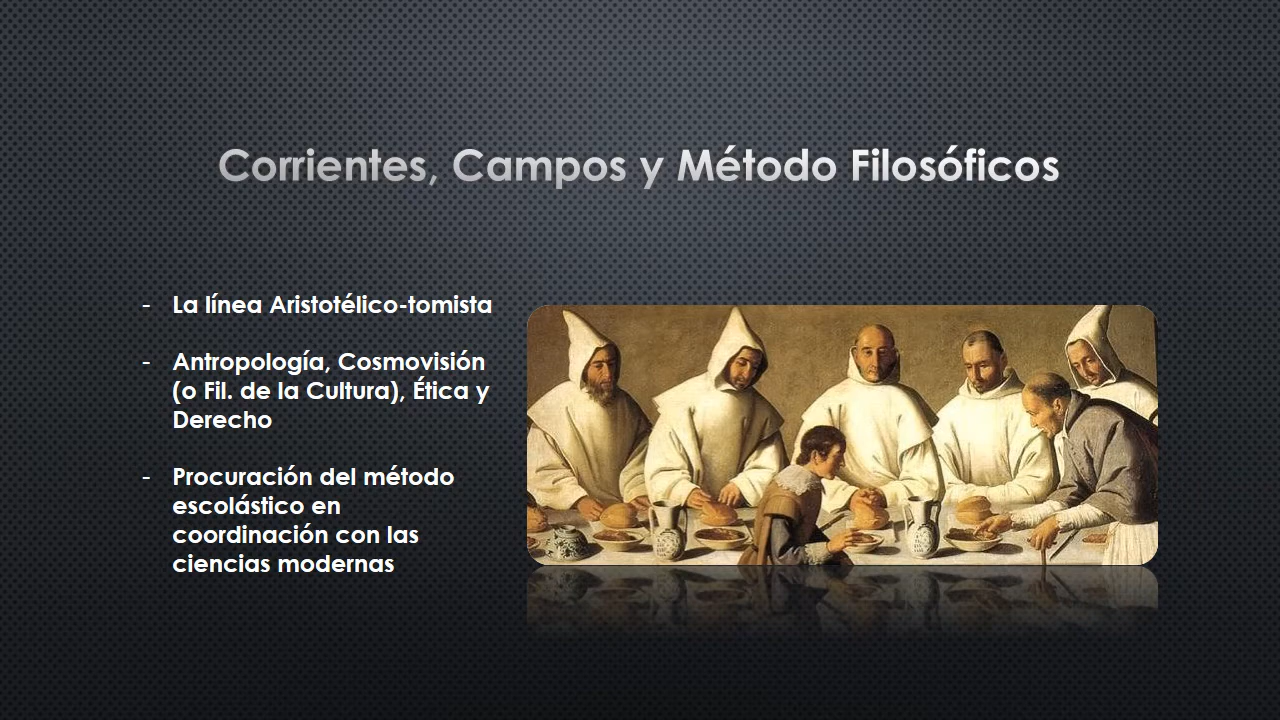 Corrientes, Campos y Método Filosóficos
- La línea Aristotélico-tomista
- Antropología, Cosmovisión
(o Fil. de la Cultura), Ética y
Derecho
- Procuración del método
escolástico en
coordinación con las
ciencias modernas